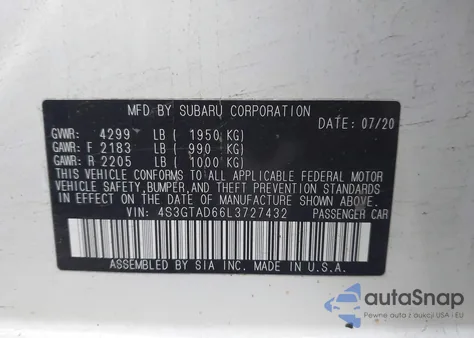 MFD BY SUBARU CORPORATION
DATE: 07/20
GVWR: 4299 LB ( 1950 KG)
GAWR: F 2183 LB ( 990 KG)
GAWR: R 2205 LB ( 1000 KG)
THIS VEHICLE CONFORMS TO ALL APPLICABLE FEDERAL MOTOR
VEHICLE SAFETY, BUMPER, AND THEFT PREVENTION STANDARDS
IN EFFECT ON THE DATE OF MANUFACTURE SHOWN ABOVE.
VIN: 4S3GTAD66L3727432 PASSENGER CAR
ASSEMBLED BY SIA INC. MADE IN U.S.A.
autoSnap
Pewne auta z aukcji USA i EU